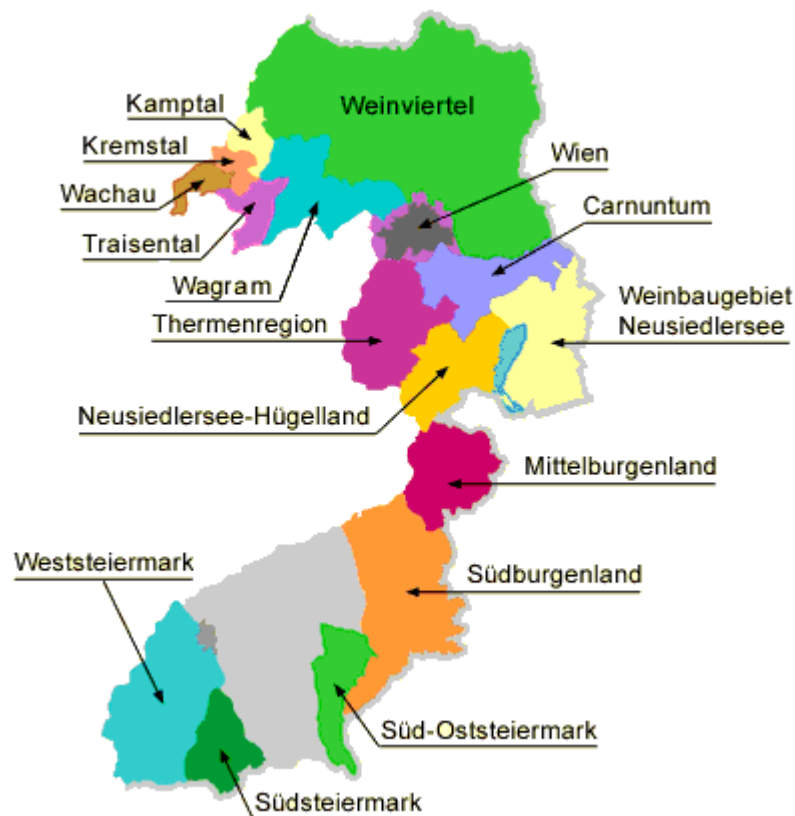 Weinviertel
Kamptal
Kremstal
Wien
Wachau
Carnuntum
Traisental
Wagram
Weinbaugebiet
Neusiedlersee
Thermenregion
Neusiedlersee-Hügelland
Mittelburgenland
Weststeiermark
Südburgenland
Süd-Oststeiermark
Südsteiermark